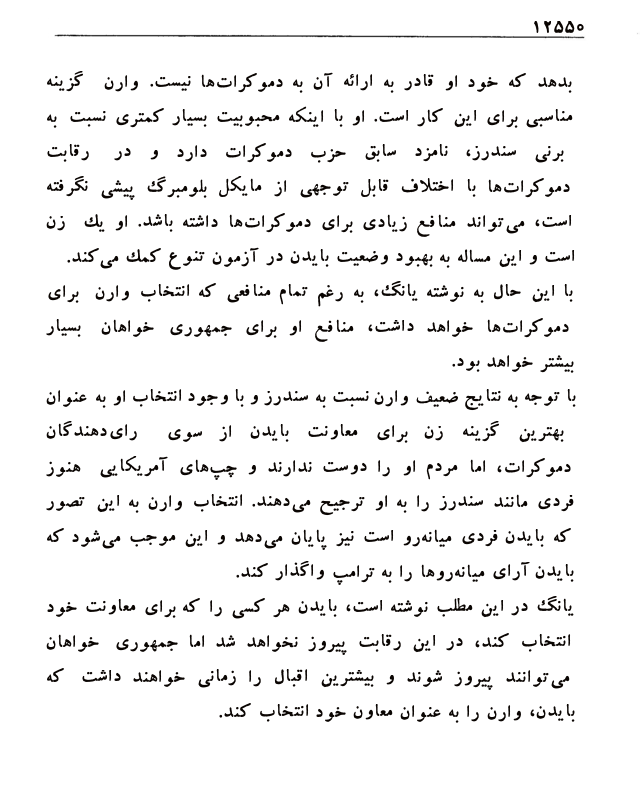 ۱۲۵۵۰
بدهد که خود او قادر به ارائه آن به دموکرات‌ها نیست. وارن گزینه
مناسبی برای این کار است. او با اینکه محبوبیت بسیار کمتری نسبت به
برنی سندرز، نامزد سابق حزب دموکرات دارد و در رقابت
دموکرات‌ها با اختلاف قابل توجهی از مایکل بلومبرگ پیشی نگرفته
است، می‌تواند منافع زیادی برای دموکرات‌ها داشته باشد. او یك زن
است و این مساله به بهبود وضعیت بایدن در آزمون تنوع کمك می‌کند.
با این حال به نوشته یانگ، به رغم تمام منافعی که انتخاب وارن برای
دموکرات‌ها خواهد داشت، منافع او برای جمهوری خواهان بسیار
بیشتر خواهد بود.
با توجه به نتایج ضعیف وارن نسبت به سندرز و با وجود انتخاب او به عنوان
بهترین گزینه زن برای معاونت بایدن از سوی رای‌دهندگان
دموکرات، اما مردم او را دوست ندارند و چپ‌های آمریکایی هنوز
فردی مانند سندرز را به او ترجیح می‌دهند. انتخاب وارن به این تصور
که بایدن فردی میانه‌رو است نیز پایان می‌دهد و این موجب می‌شود که
بایدن آرای میانه‌روها را به ترامپ واگذار کند.
یانگ در این مطلب نوشته است، بایدن هر کسی را که برای معاونت خود
انتخاب کند، در این رقابت پیروز نخواهد شد اما جمهوری خواهان
می‌توانند پیروز شوند و بیشترین اقبال را زمانی خواهند داشت که
بایدن، وارن را به عنوان معاون خود انتخاب کند.